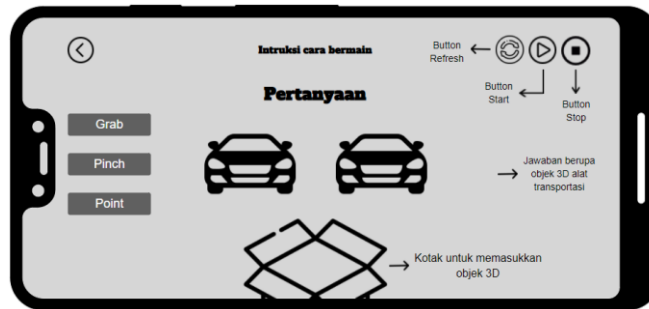 Intruksi cara bermain
Button
Refresh
Pertanyaan
Button
Start
Button
Stop
Grab
Pinch
Point
Jawaban berupa
objek 3D alat
transportasi
Kotak untuk memasukkan
objek 3D